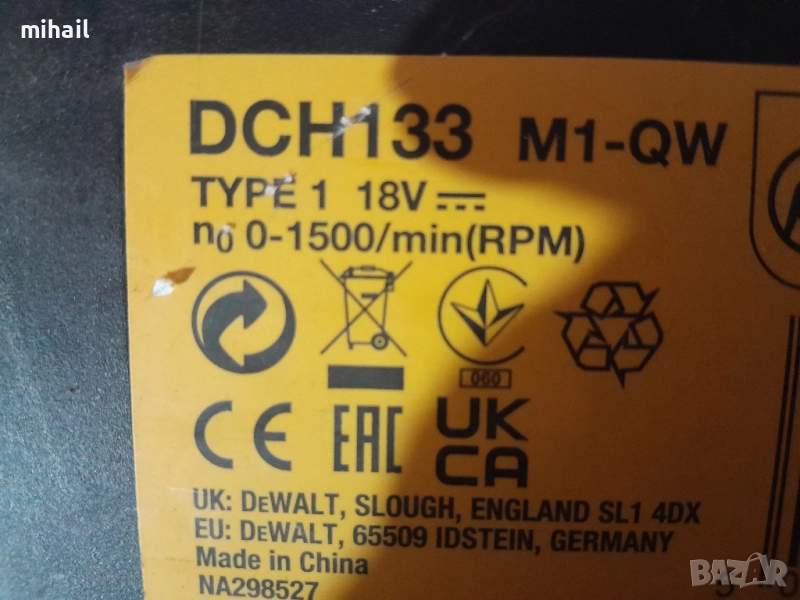 mihail
DCH133 M1-QW
TYPE 1 18V
n0 0-1500/min(RPM)
060
CE EAC UK
CA
UK: DEWALT, SLOUGH, ENGLAND SL1 4DX
EU: DEWALT, 65509 IDSTEIN, GERMANY
Made in China
NA298527
BAZAR